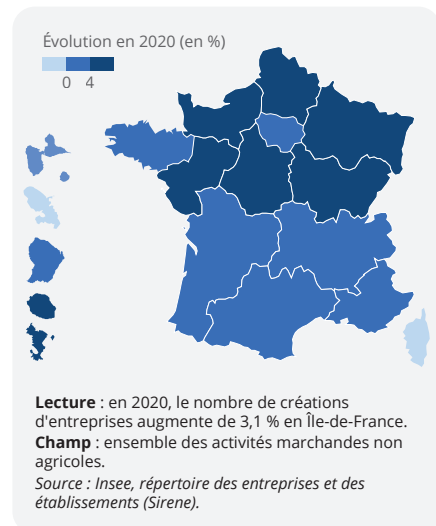 Évolution en 2020 (en %)
0 4
Lecture : en 2020, le nombre de créations
d'entreprises augmente de 3,1 % en Île-de-France.
Champ : ensemble des activités marchandes non
agricoles.
Source : Insee, répertoire des entreprises et des
établissements (Sirene).